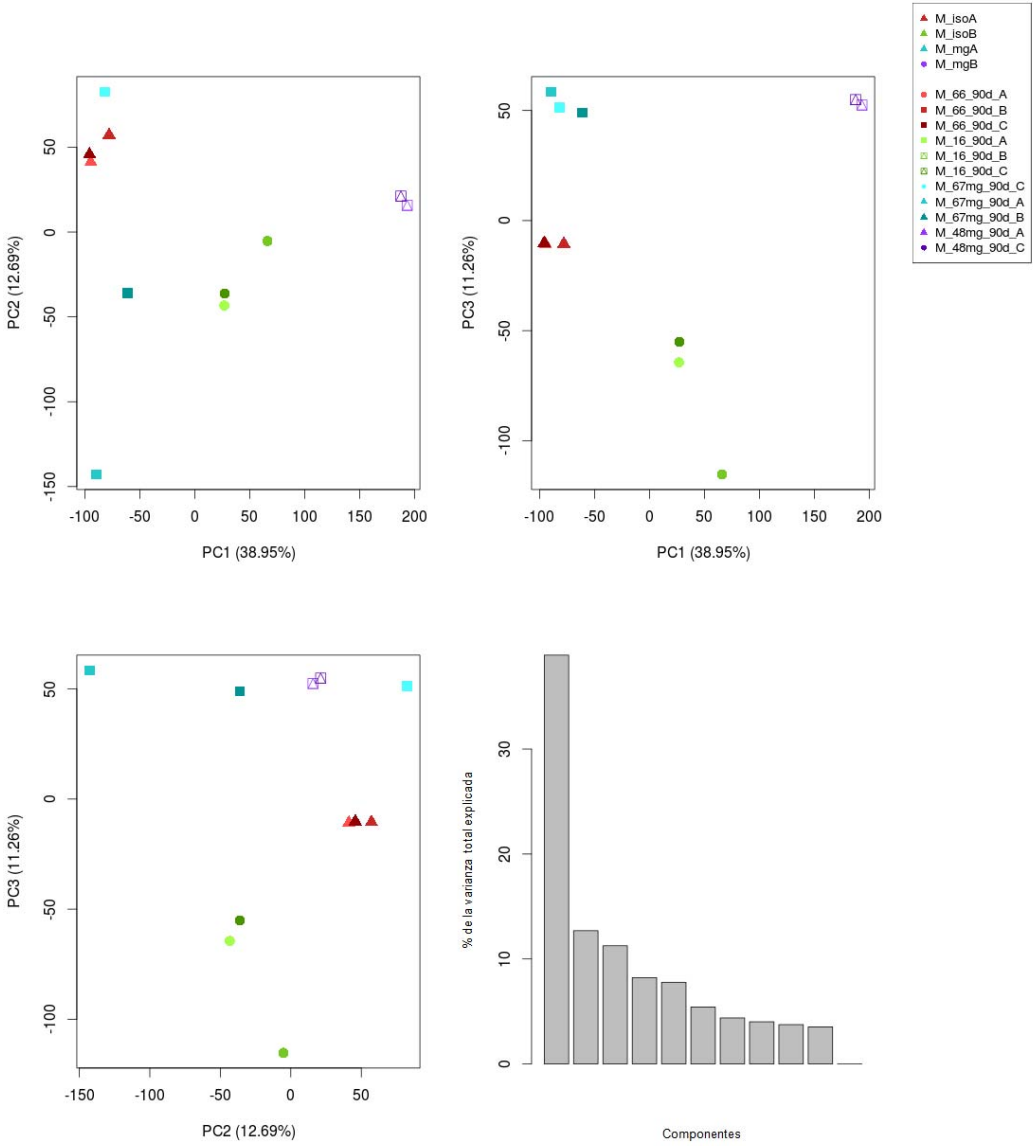 M_isoA
M_isoB
M_mgA
M_mgB
M_66_90d_A
M_66_90d_B
M_66_90d_C
M_16_90d_A
M_16_90d_B
M_16_90d_C
M_67mg_90d_C
M_67mg_90d_A
M_67mg_90d_B
M_48mg_90d_A
M_48mg_90d_C
PC2 (12.69%)
50
0
-50
-100
-150
-100 -50 0 50 100 150 200
PC1 (38.95%)
PC3 (11.26%)
50
0
-50
-100
-100 -50 0 50 100 150 200
PC1 (38.95%)
PC3 (11.26%)
50
0
-50
-100
-150 -100 -50 0 50
PC2 (12.69%)
% de la varianza total explicada
30
20
10
0
Componentes